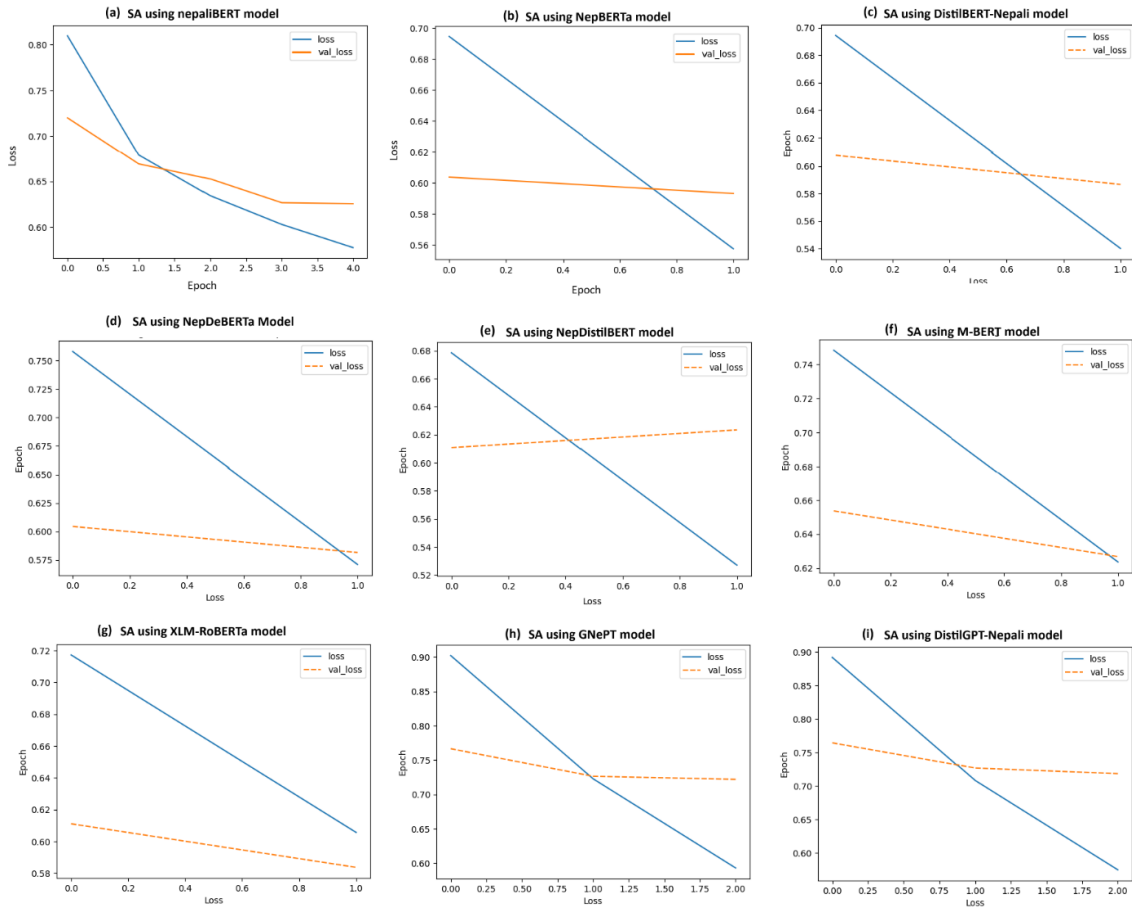 (a) SA using nepaliBERT model
loss
val_loss
0.80
0.75
0.70
0.65
0.60
Loss
0.0 0.5 1.0 1.5 2.0 2.5 3.0 3.5 4.0
Epoch
(b) SA using NepBERTa model
loss
val_loss
0.70
0.68
0.66
0.64
0.62
0.60
0.58
0.56
Loss
0.0 0.2 0.4 0.6 0.8 1.0
Epoch
(c) SA using DistilBERT-Nepali model
loss
val_loss
0.70
0.68
0.66
0.64
0.62
0.60
0.58
0.56
0.54
Epoch
0.0 0.2 0.4 0.6 0.8 1.0
Loss
(d) SA using NepDeBERTa Model
loss
val_loss
0.750
0.725
0.700
0.675
0.650
0.625
0.600
0.575
Epoch
0.0 0.2 0.4 0.6 0.8 1.0
Loss
(e) SA using NepDistilBERT model
loss
val_loss
0.68
0.66
0.64
0.62
0.60
0.58
0.56
0.54
0.52
Epoch
0.0 0.2 0.4 0.6 0.8 1.0
Loss
(f) SA using M-BERT model
loss
val_loss
0.74
0.72
0.70
0.68
0.66
0.64
0.62
Epoch
0.0 0.2 0.4 0.6 0.8 1.0
Loss
(g) SA using XLM-RoBERTa model
loss
val_loss
0.72
0.70
0.68
0.66
0.64
0.62
0.60
0.58
Epoch
0.0 0.2 0.4 0.6 0.8 1.0
Loss
(h) SA using GNePT model
loss
val_loss
0.90
0.85
0.80
0.75
0.70
0.65
0.60
Epoch
0.00 0.25 0.50 0.75 1.00 1.25 1.50 1.75 2.00
Loss
(i) SA using DistilGPT-Nepali model
loss
val_loss
0.90
0.85
0.80
0.75
0.70
0.65
0.60
Epoch
0.00 0.25 0.50 0.75 1.00 1.25 1.50 1.75 2.00
Loss